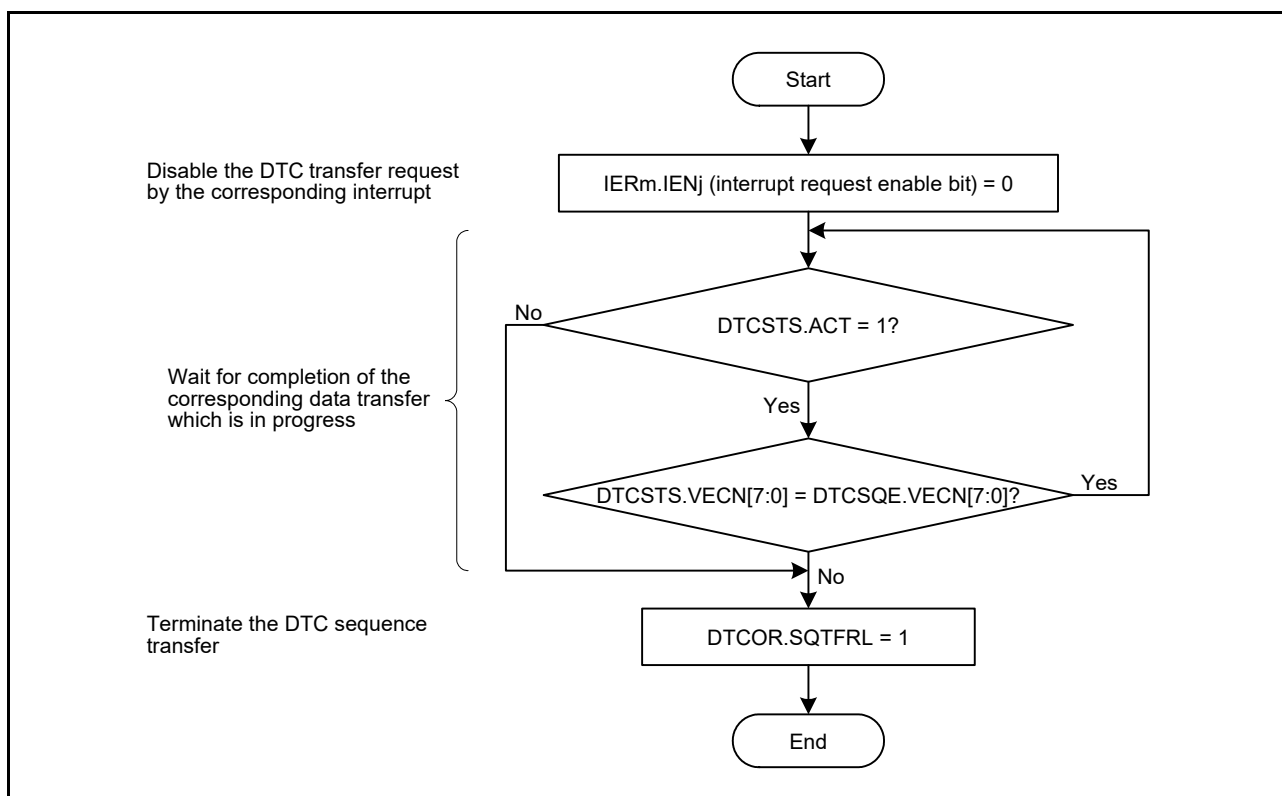 Start
Disable the DTC transfer request
by the corresponding interrupt
IERm.IENj (interrupt request enable bit) = 0
No
DTCSTS.ACT = 1?
Wait for completion of the
corresponding data transfer
which is in progress
Yes
DTCSTS.VECN[7:0] = DTCSQE.VECN[7:0]?
Yes
No
Terminate the DTC sequence
transfer
DTCOR.SQTFRL = 1
End